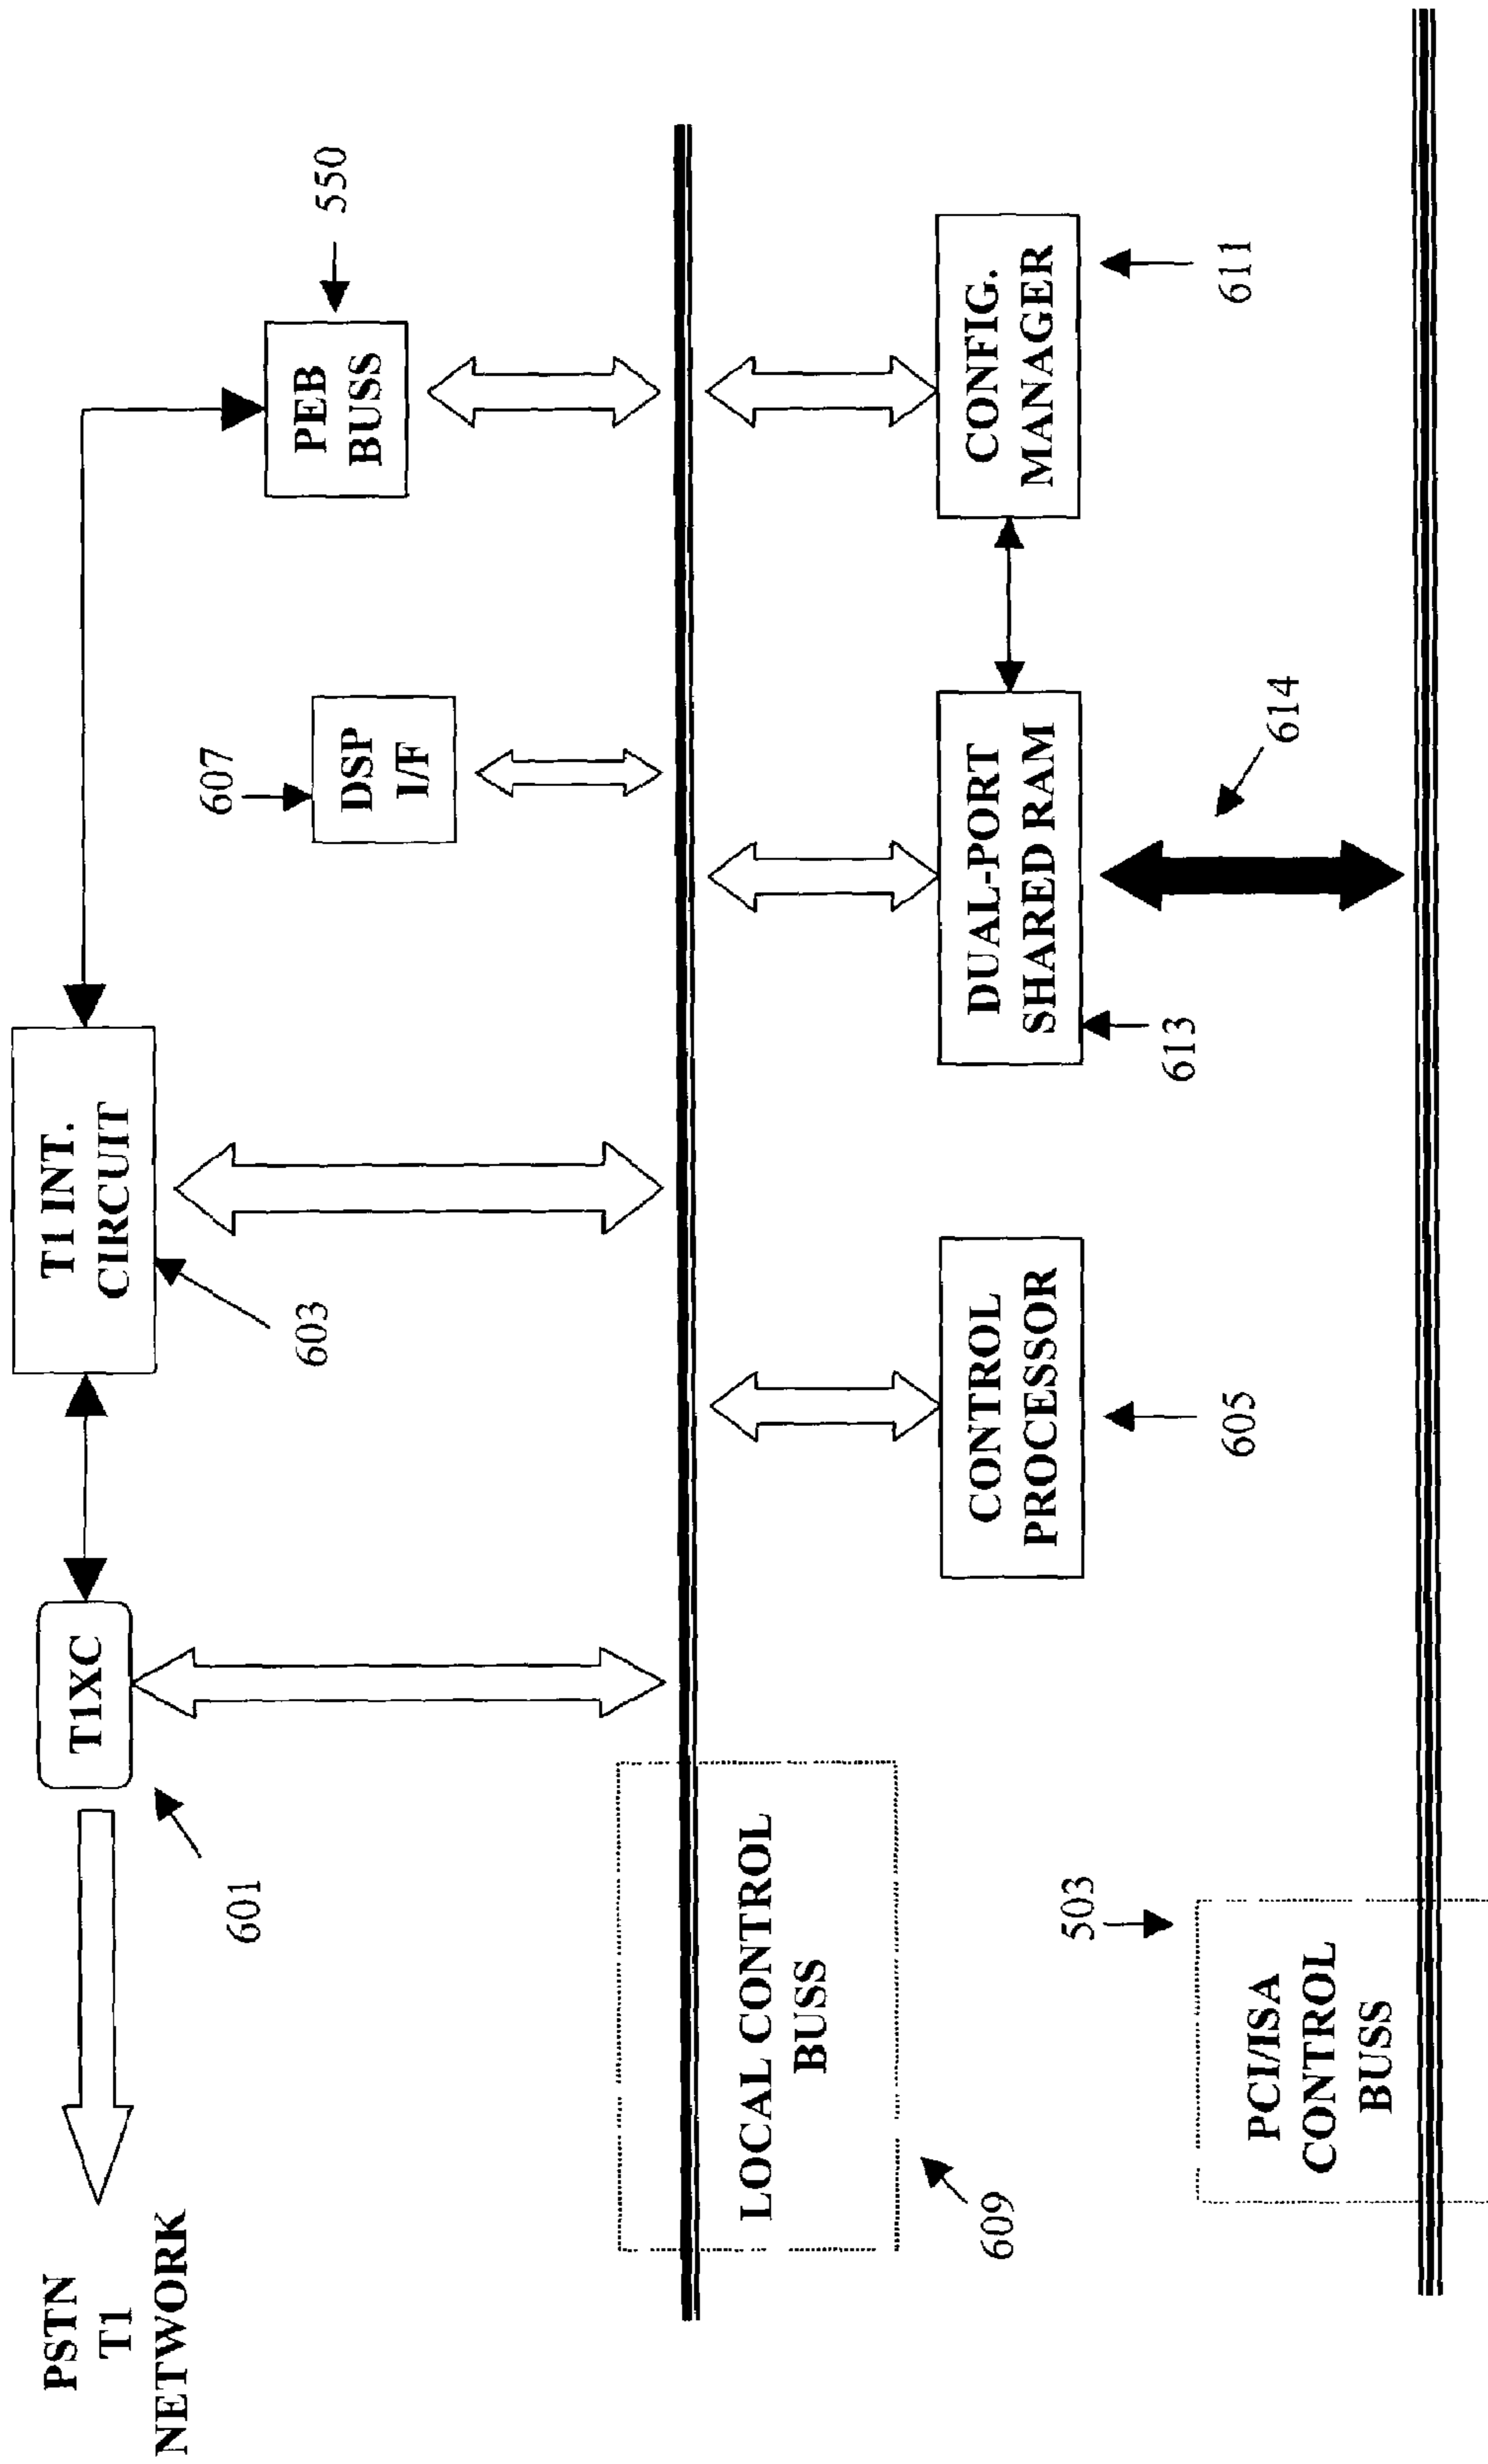 PSTN
T1
NETWORK
T1XC
601
T1 INT.
CIRCUIT
603
607
DSP
I/F
PEB
BUSS
550
LOCAL CONTROL
BUSS
609
CONTROL
PROCESSOR
605
DUAL-PORT
SHARED RAM
613
614
CONFIG.
MANAGER
611
503
PCI/ISA
CONTROL
BUSS